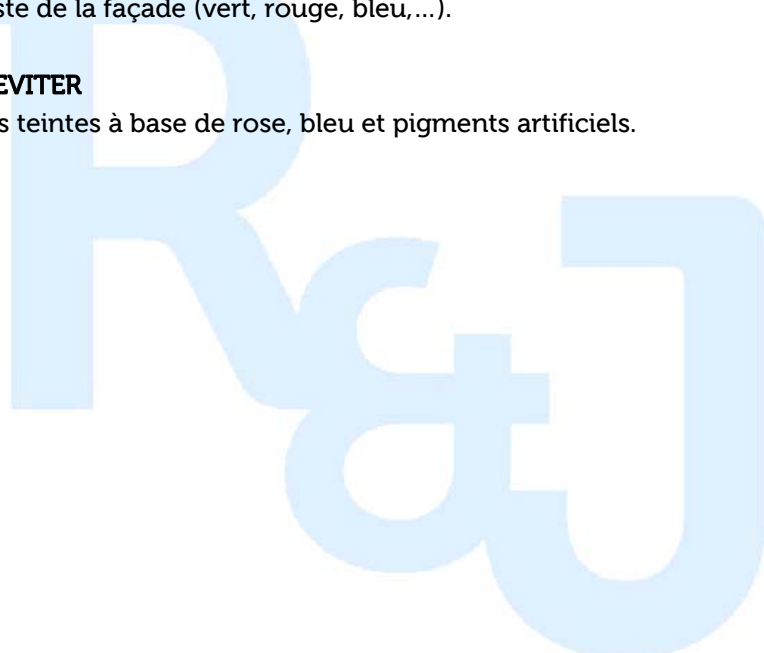 ste de la façade (vert, rouge, bleu,...).
EVITER
s teintes à base de rose, bleu et pigments artificiels.
R&J